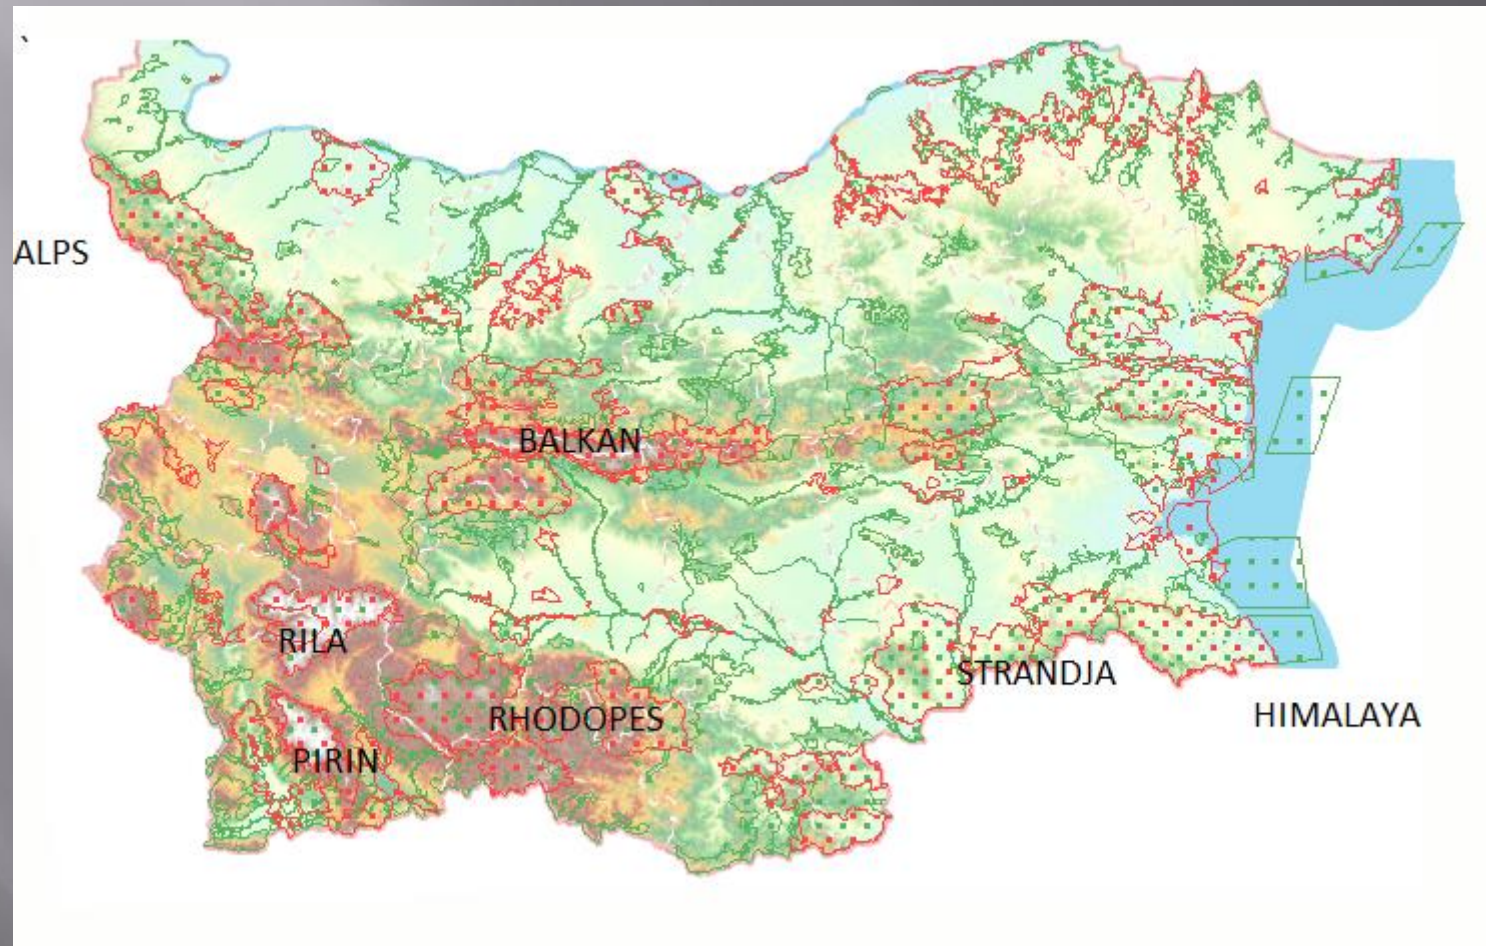 `
ALPS
BALKAN
RILA
STRANDJA
RHODOPES
HIMALAYA
PIRIN